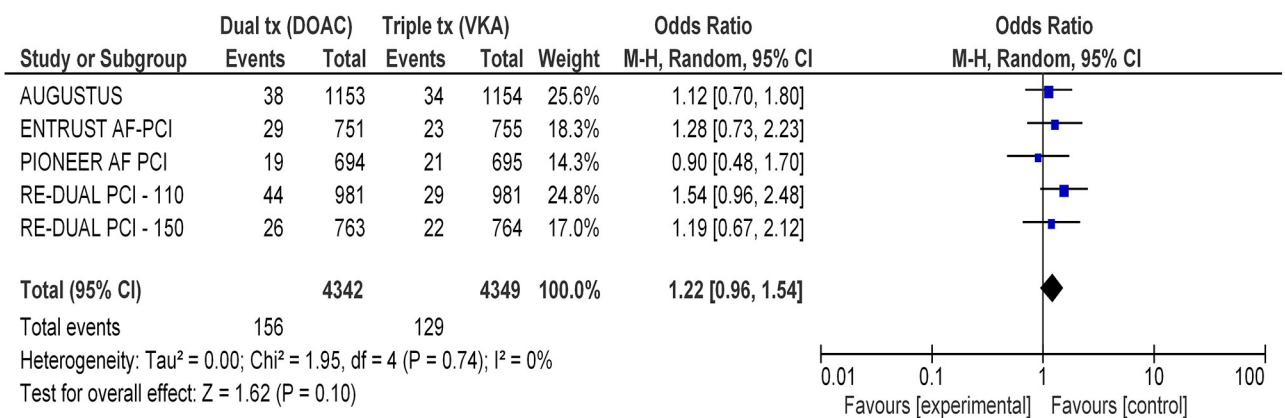 Dual tx (DOAC) Triple tx (VKA) Odds Ratio Odds Ratio
Study or Subgroup Events Total Events Total Weight M-H, Random, 95% CI M-H, Random, 95% CI
AUGUSTUS 38 1153 34 1154 25.6% 1.12 [0.70, 1.80]
ENTRUST AF-PCI 29 751 23 755 18.3% 1.28 [0.73, 2.23]
PIONEER AF PCI 19 694 21 695 14.3% 0.90 [0.48, 1.70]
RE-DUAL PCI - 110 44 981 29 981 24.8% 1.54 [0.96, 2.48]
RE-DUAL PCI - 150 26 763 22 764 17.0% 1.19 [0.67, 2.12]
Total (95% CI) 4342 4349 100.0% 1.22 [0.96, 1.54]
Total events 156 129
Heterogeneity: Tau² = 0.00; Chi² = 1.95, df = 4 (P = 0.74); I² = 0%
Test for overall effect: Z = 1.62 (P = 0.10)
0.01 0.1 1 10 100
Favours [experimental] Favours [control]